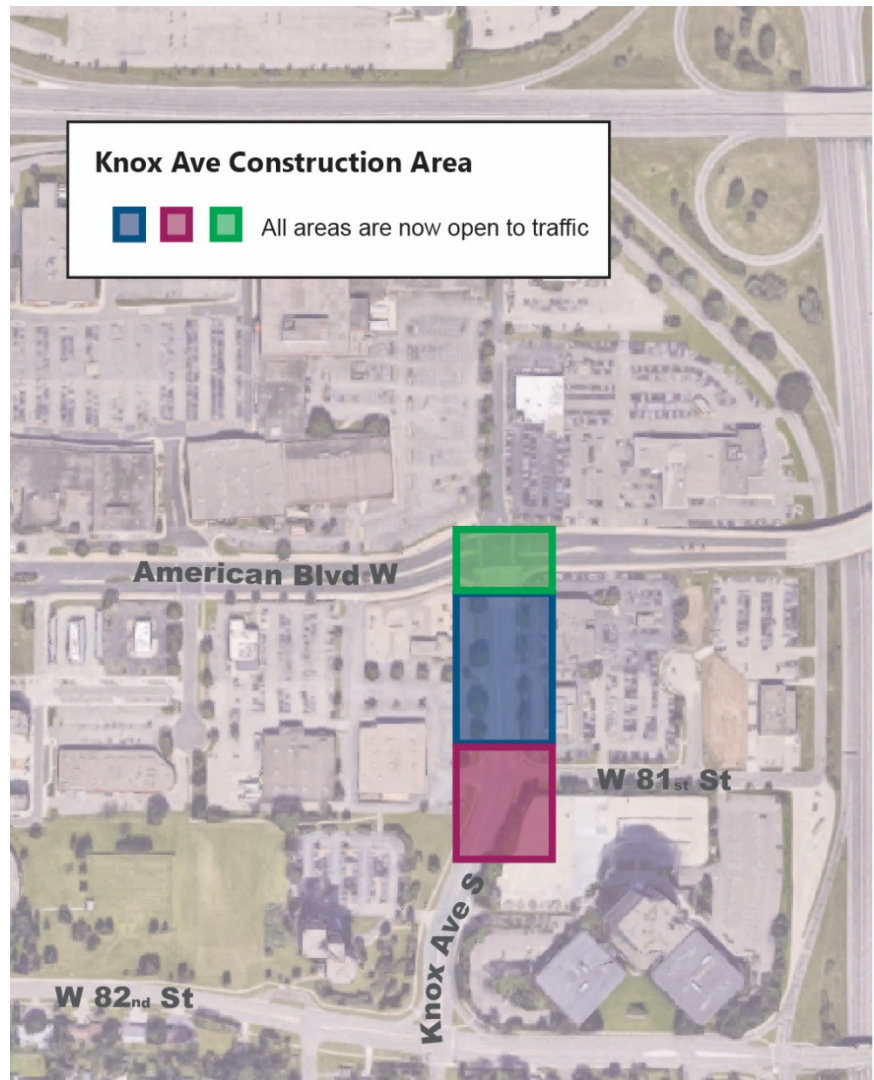 Knox Ave Construction Area
All areas are now open to traffic
American Blvd W
W 81st St
Knox Ave S
W 82nd St